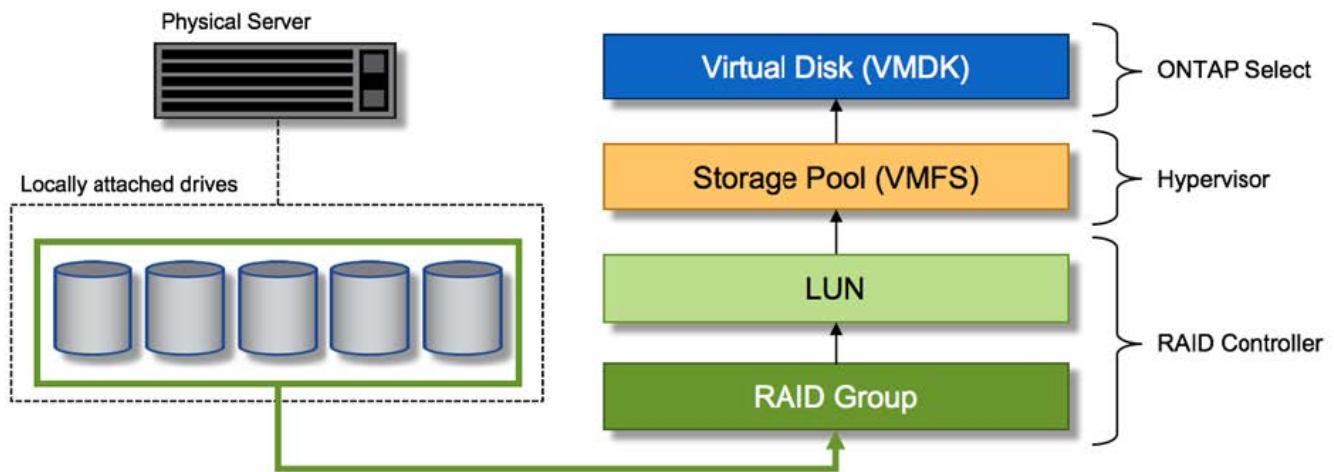 Physical Server
Locally attached drives
Virtual Disk (VMDK)
ONTAP Select
Storage Pool (VMFS)
Hypervisor
LUN
RAID Controller
RAID Group